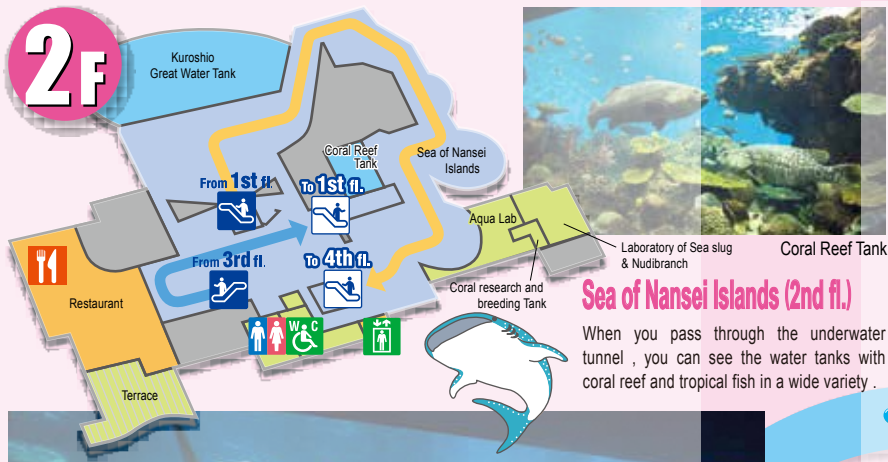 2F
Kuroshio
Great Water Tank
Coral Reef
Tank
Sea of Nansei
Islands
From 1st fl.
To 1st fl.
From 3rd fl.
To 4th fl.
Aqua Lab
Laboratory of Sea slug
& Nudibranch
Coral research and
breeding Tank
Restaurant
W C
Terrace
Coral Reef Tank
Sea of Nansei Islands (2nd fl.)
When you pass through the underwater
tunnel , you can see the water tanks with
coral reef and tropical fish in a wide variety .